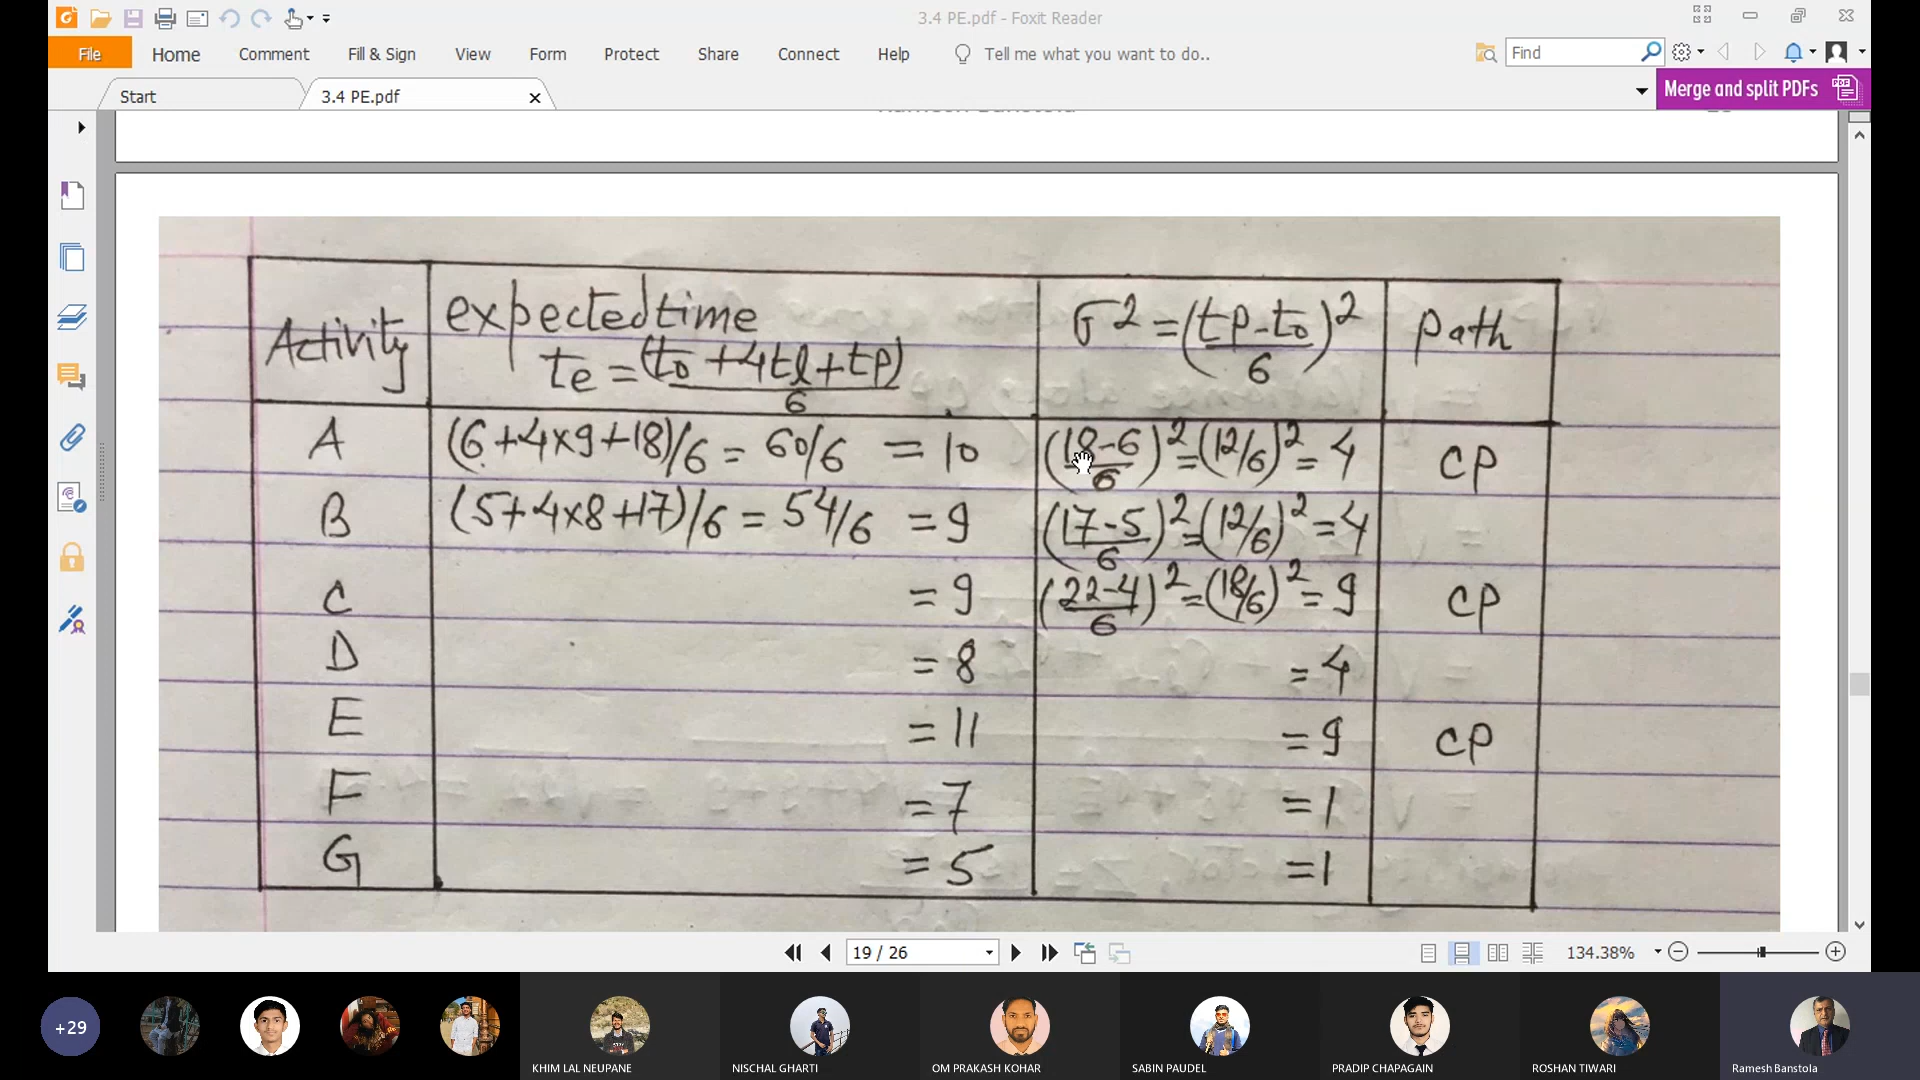 3.4 PE.pdf - Foxit Reader
File Home Comment Fill & Sign View Form Protect Share Connect Help Tell me what you want to do.. Find
Start 3.4 PE.pdf Merge and split PDFs
Activity expected time te = (to + 4tl + tp)/6 σ² = ((tp - to)/6)² Path
A (6+4×9+18)/6 = 60/6 = 10 ((18-6)/6)² = (12/6)² = 4 CP
B (5+4×8+17)/6 = 54/6 = 9 ((17-5)/6)² = (12/6)² = 4
C = 9 ((22-4)/6)² = (18/6)² = 9 CP
D = 8 = 4
E = 11 = 9 CP
F = 7 = 1
G = 5 = 1
19 / 26 134.38%
+29
KHIM LAL NEUPANE NISCHAL GHARTI OM PRAKASH KOHAR SABIN PAUDEL PRADIP CHAPAGAIN ROSHAN TIWARI Ramesh Banstola